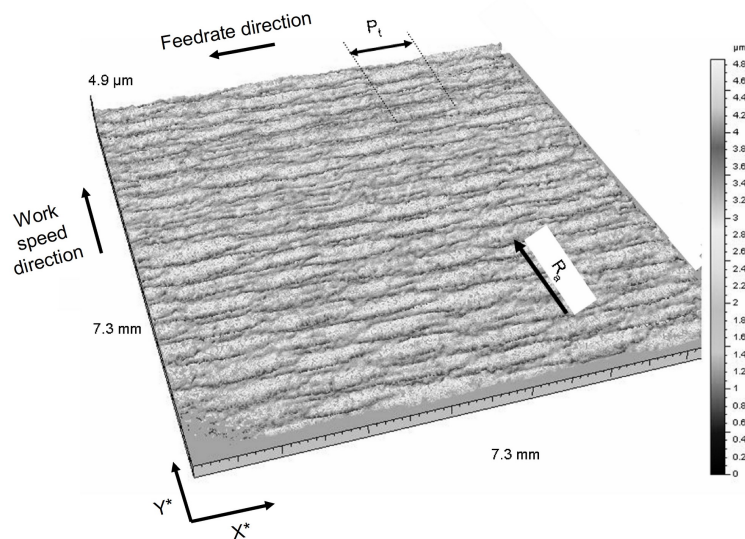 Feedrate direction
Pt
4.9 µm
Work
speed
direction
7.3 mm
Ra
7.3 mm
Y*
X*
µm
4.8
4.6
4.4
4.2
4
3.8
3.6
3.4
3.2
3
2.8
2.6
2.4
2.2
2
1.8
1.6
1.4
1.2
1
0.8
0.6
0.4
0.2
0